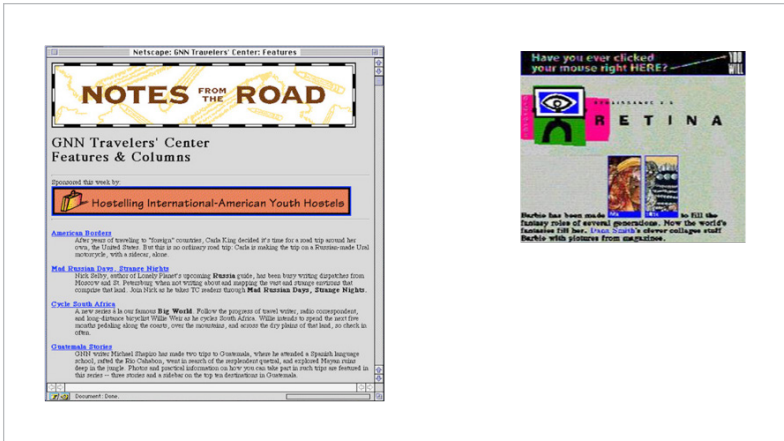 Netscape: GNN Travelers' Center: Features
NOTES FROM THE ROAD
GNN Travelers' Center
Features & Columns
Sponsored this week by:
Hostelling International-American Youth Hostels
American Borders
After years of traveling to "foreign" countries, Carla King decided it's time for a road trip around her
own, the United States. But this is no ordinary road trip: Carla is making the trip on a Russian-made Ural
motorcycle, with a sidecar, alone.
Mad Russian Days, Strange Nights
Nick Selby, author of Lonely Planet's upcoming Russia guide, has been busy writing dispatches from
Moscow and St. Petersburg when not writing about and mapping the vast and strange environs that
comprise that land. Join Nick as he takes TC readers through Mad Russian Days, Strange Nights.
Cycle South Africa
A new series à la our famous Big World. Follow the progress of travel writer, radio correspondent,
and long-distance bicyclist Willie Weir as he cycles South Africa. Willie intends to spend the next five
months pedaling along the coasts, over the mountains, and across the dry plains of that land, so check in
often.
Guatemala Stories
GNN writer Michael Shapiro has made two trips to Guatemala, where he attended a Spanish language
school, rafted the Rio Cahabon, went in search of the resplendent quetzal, and explored Mayan ruins
deep in the jungle. Photos and practical information on how you can take part in such trips are featured in
this series -- three stories and a sidebar on the top ten destinations in Guatemala.
Document: Done.
Have you ever clicked
your mouse right HERE?
YOU
WILL
RETINA
Barbie has been made to fill the
fantasy roles of several generations. Now the world's
fantasies fill her. Dana Smith's clever collages stuff
Barbie with pictures from magazines.